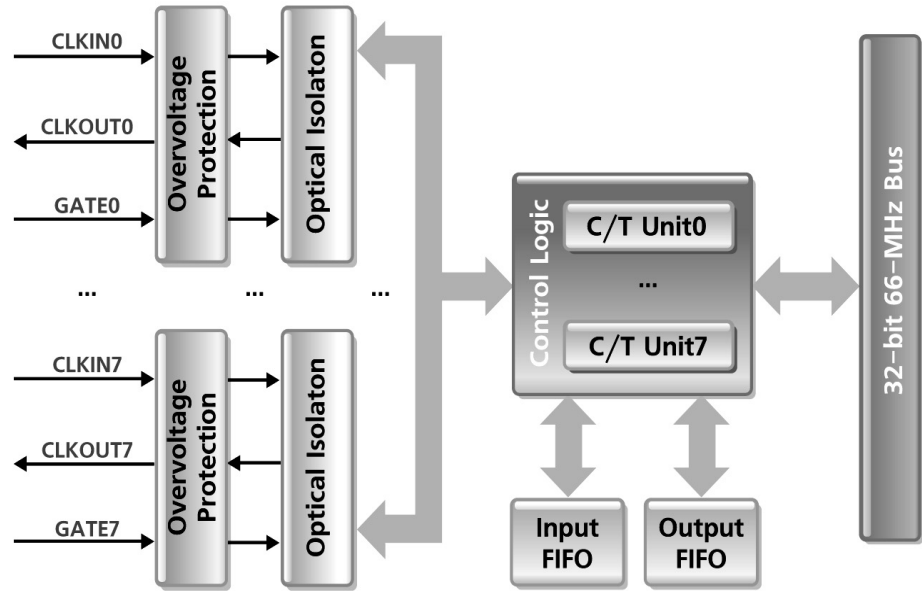 CLKIN0
CLKOUT0
GATE0
Overvoltage
Protection
Optical Isolaton
...
...
...
CLKIN7
CLKOUT7
GATE7
Overvoltage
Protection
Optical Isolaton
Control Logic
C/T Unit0
...
C/T Unit7
Input
FIFO
Output
FIFO
32-bit 66-MHz Bus